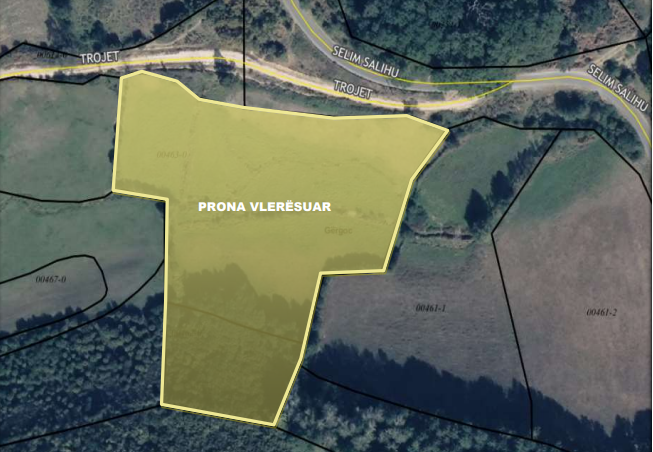 SELIM SALIHU
TROJET
SELIM SALIHU
TROJET
PRONA VLERËSUAR
00467-0
00461-1
00461-2